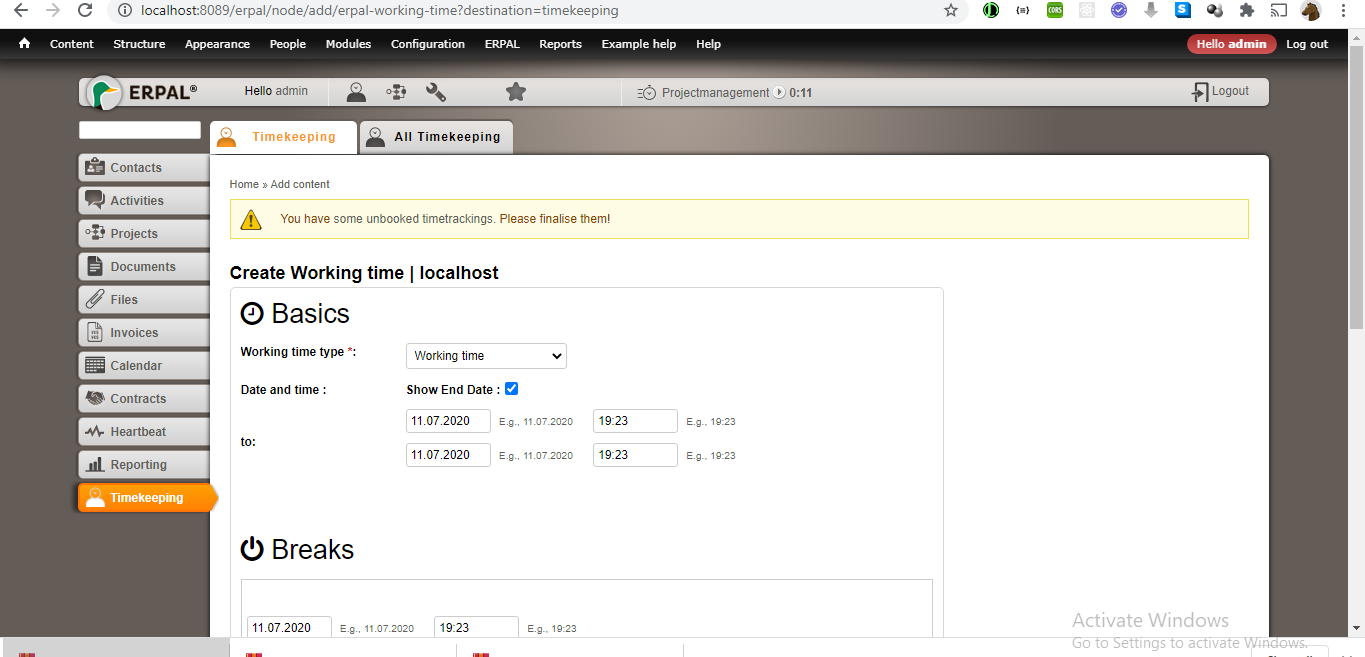 localhost:8089/erpal/node/add/erpal-working-time?destination=timekeeping
CORS
S
Content Structure Appearance People Modules Configuration ERPAL Reports Example help Help Hello admin Log out
ERPAL® Hello admin Projectmanagement 0:11 Logout
Timekeeping All Timekeeping
Contacts
Activities
Projects
Documents
Files
Invoices
Calendar
Contracts
Heartbeat
Reporting
Timekeeping
Home » Add content
You have some unbooked timetrackings. Please finalise them!
Create Working time | localhost
Basics
Working time type *: Working time
Date and time : Show End Date :
11.07.2020 E.g., 11.07.2020 19:23 E.g., 19:23
to:
11.07.2020 E.g., 11.07.2020 19:23 E.g., 19:23
Breaks
11.07.2020 E.g., 11.07.2020 19:23 E.g., 19:23
Activate Windows
Go to Settings to activate Windows.